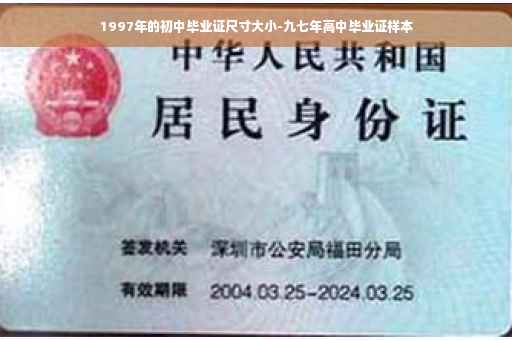 1997年的初中毕业证尺寸大小-九七年高中毕业证样本
中华人民共和国
居民身份证
签发机关 深圳市公安局福田分局
有效期限 2004.03.25-2024.03.25